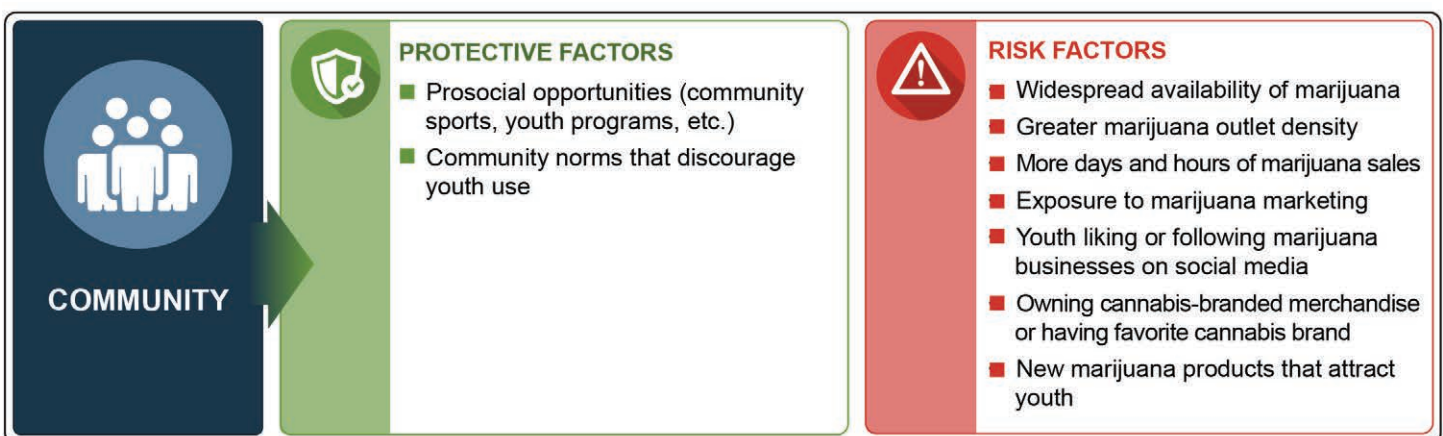 COMMUNITY
PROTECTIVE FACTORS
Prosocial opportunities (community
sports, youth programs, etc.)
Community norms that discourage
youth use
RISK FACTORS
Widespread availability of marijuana
Greater marijuana outlet density
More days and hours of marijuana sales
Exposure to marijuana marketing
Youth liking or following marijuana
businesses on social media
Owning cannabis-branded merchandise
or having favorite cannabis brand
New marijuana products that attract
youth